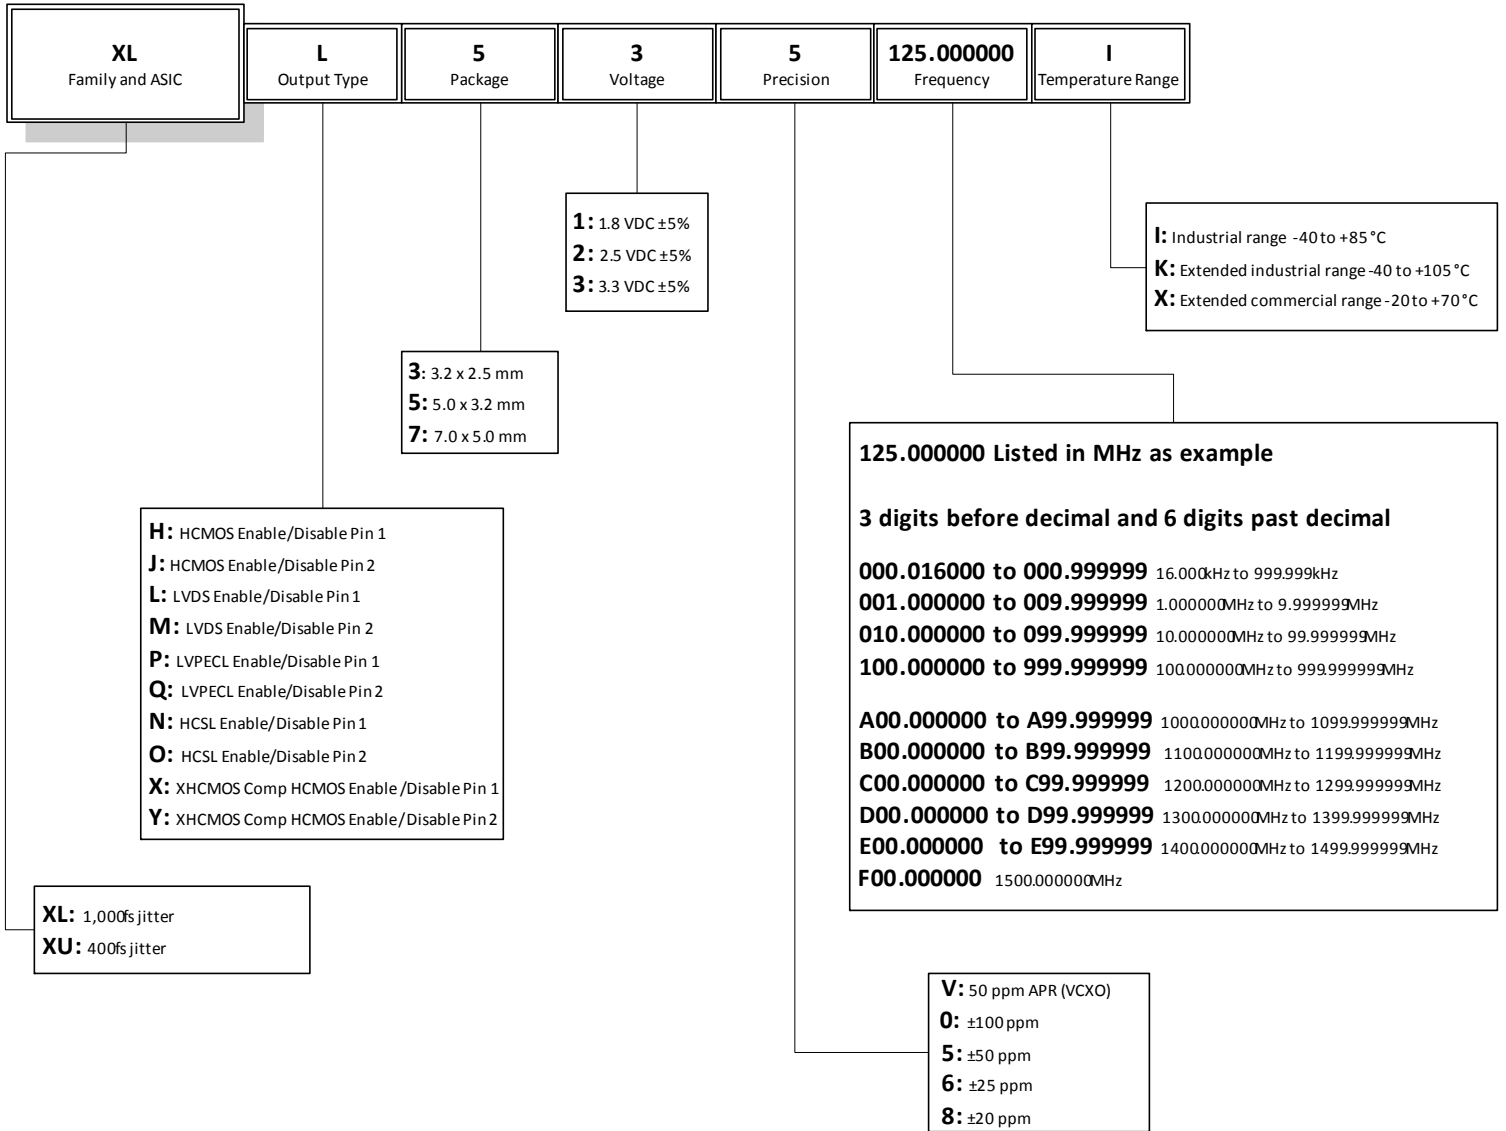 XL
Family and ASIC
L
Output Type
5
Package
3
Voltage
5
Precision
125.000000
Frequency
I
Temperature Range
1: 1.8 VDC ±5%
2: 2.5 VDC ±5%
3: 3.3 VDC ±5%
I: Industrial range -40 to +85°C
K: Extended industrial range -40 to +105°C
X: Extended commercial range -20 to +70°C
3: 3.2 x 2.5 mm
5: 5.0 x 3.2 mm
7: 7.0 x 5.0 mm
125.000000 Listed in MHz as example
3 digits before decimal and 6 digits past decimal
000.016000 to 000.999999 16.000kHz to 999.999kHz
001.000000 to 009.999999 1.000000MHz to 9.999999MHz
010.000000 to 099.999999 10.000000MHz to 99.999999MHz
100.000000 to 999.999999 100.000000MHz to 999.999999MHz
A00.000000 to A99.999999 1000.000000MHz to 1099.999999MHz
B00.000000 to B99.999999 1100.000000MHz to 1199.999999MHz
C00.000000 to C99.999999 1200.000000MHz to 1299.999999MHz
D00.000000 to D99.999999 1300.000000MHz to 1399.999999MHz
E00.000000 to E99.999999 1400.000000MHz to 1499.999999MHz
F00.000000 1500.000000MHz
H: HCMOS Enable/Disable Pin 1
J: HCMOS Enable/Disable Pin 2
L: LVDS Enable/Disable Pin 1
M: LVDS Enable/Disable Pin 2
P: LVPECL Enable/Disable Pin 1
Q: LVPECL Enable/Disable Pin 2
N: HCSL Enable/Disable Pin 1
O: HCSL Enable/Disable Pin 2
X: XHCMOS Comp HCMOS Enable/Disable Pin 1
Y: XHCMOS Comp HCMOS Enable/Disable Pin 2
XL: 1,000fs jitter
XU: 400fs jitter
V: 50 ppm APR (VCXO)
0: ±100 ppm
5: ±50 ppm
6: ±25 ppm
8: ±20 ppm